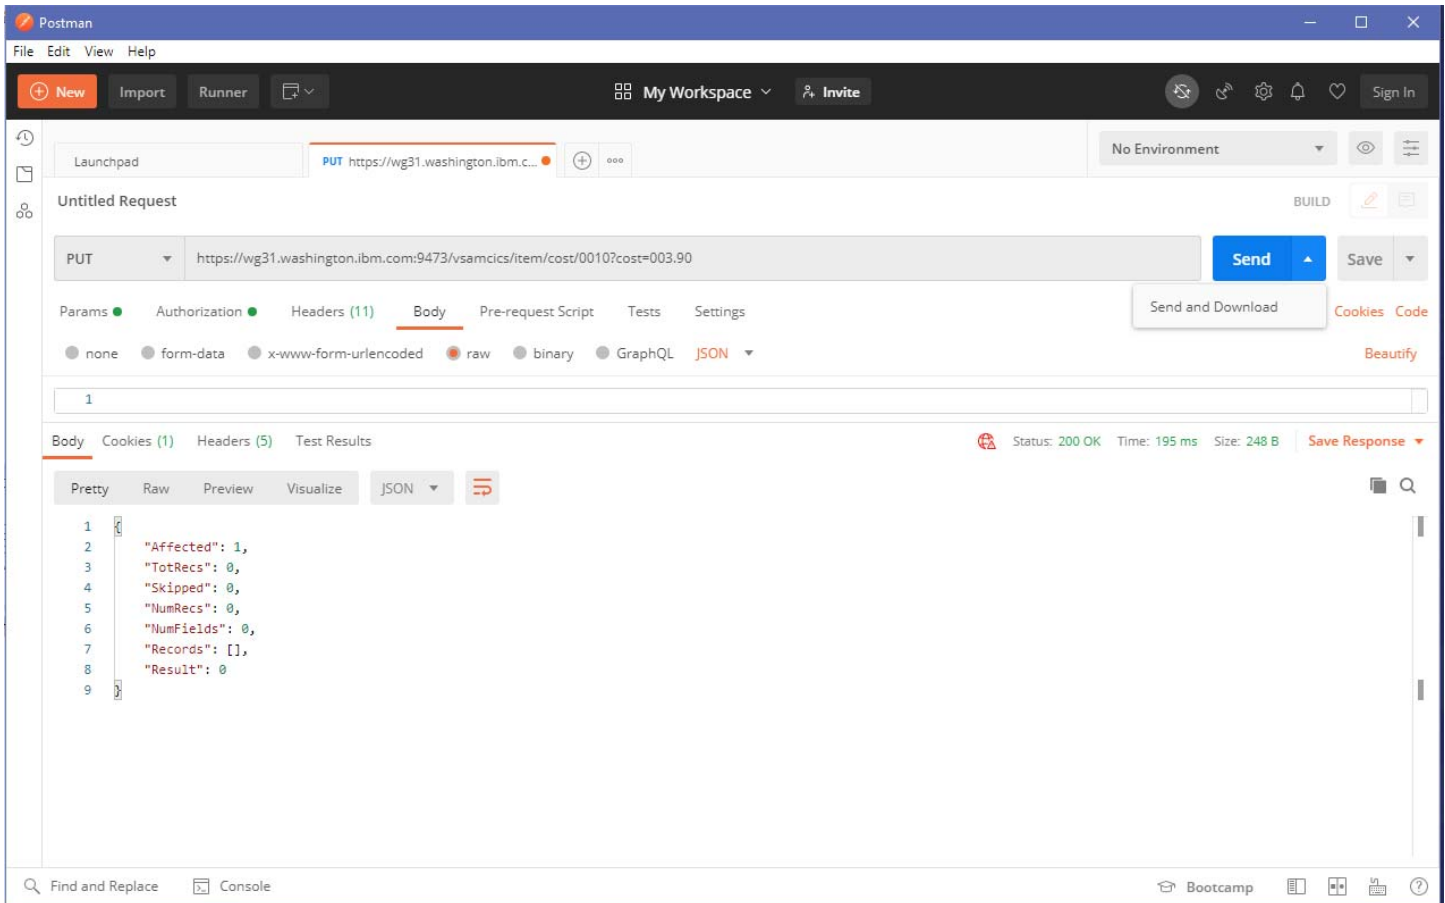 Postman
File Edit View Help
New Import Runner My Workspace Invite Sign In
Launchpad PUT https://wg31.washington.ibm.c... No Environment
Untitled Request BUILD
PUT https://wg31.washington.ibm.com:9473/vsamcics/item/cost/0010?cost=003.90 Send Save
Params Authorization Headers (11) Body Pre-request Script Tests Settings Send and Download Cookies Code
none form-data x-www-form-urlencoded raw binary GraphQL JSON Beautify
1
Body Cookies (1) Headers (5) Test Results Status: 200 OK Time: 195 ms Size: 248 B Save Response
Pretty Raw Preview Visualize JSON
1 {
2 "Affected": 1,
3 "TotRecs": 0,
4 "Skipped": 0,
5 "NumRecs": 0,
6 "NumFields": 0,
7 "Records": [],
8 "Result": 0
9 }
Find and Replace Console Bootcamp